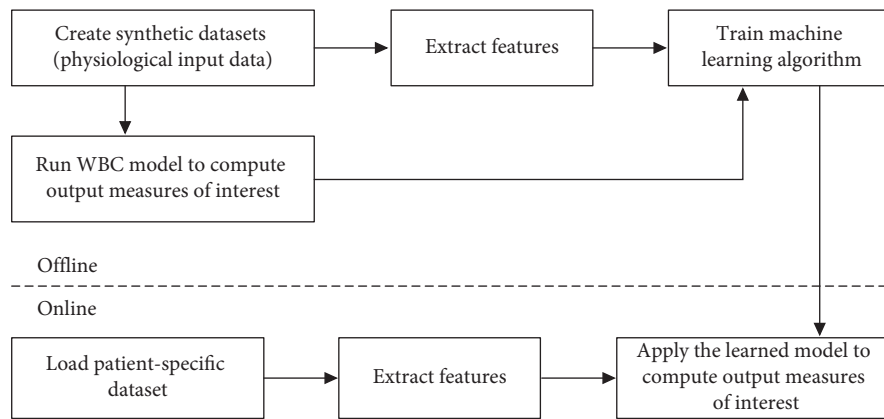 Create synthetic datasets
(physiological input data)
Extract features
Train machine
learning algorithm
Run WBC model to compute
output measures of interest
Offline
Online
Load patient-specific
dataset
Extract features
Apply the learned model to
compute output measures
of interest